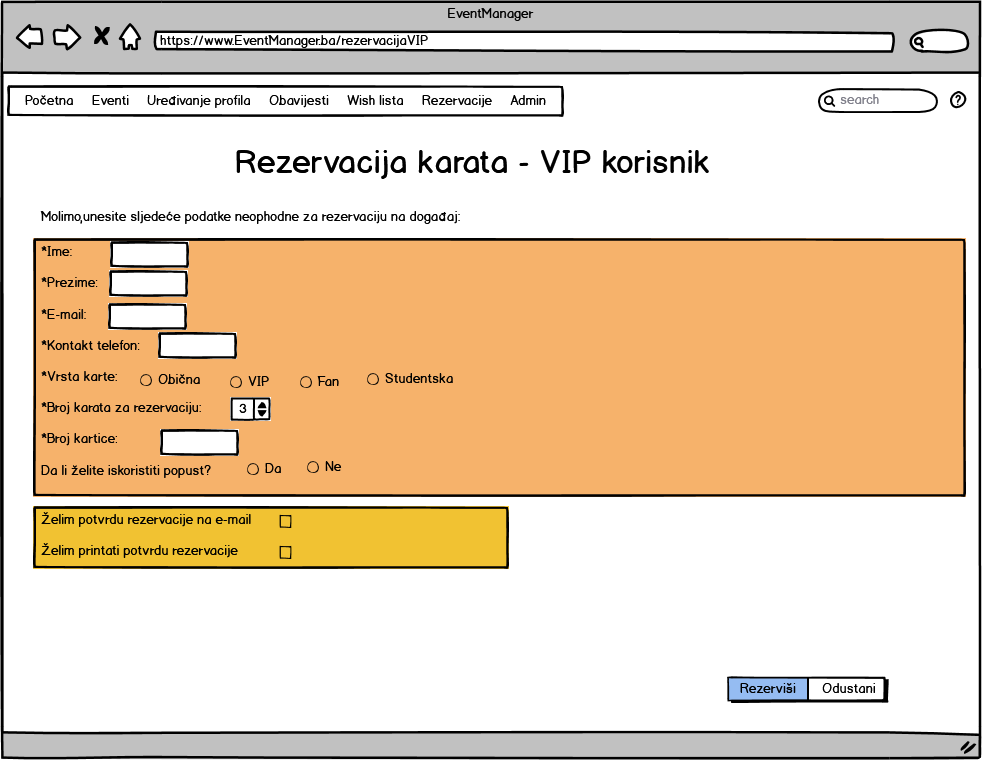 EventManager
https://www.EventManager.ba/rezervacijaVIP
Početna Eventi Uređivanje profila Obavijesti Wish lista Rezervacije Admin
search
?
Rezervacija karata - VIP korisnik
Molimo,unesite sljedeće podatke neophodne za rezervaciju na događaj:
*Ime:
*Prezime:
*E-mail:
*Kontakt telefon:
*Vrsta karte: Obična VIP Fan Studentska
*Broj karata za rezervaciju: 3
*Broj kartice:
Da li želite iskoristiti popust? Da Ne
Želim potvrdu rezervacije na e-mail
Želim printati potvrdu rezervacije
Rezerviši Odustani